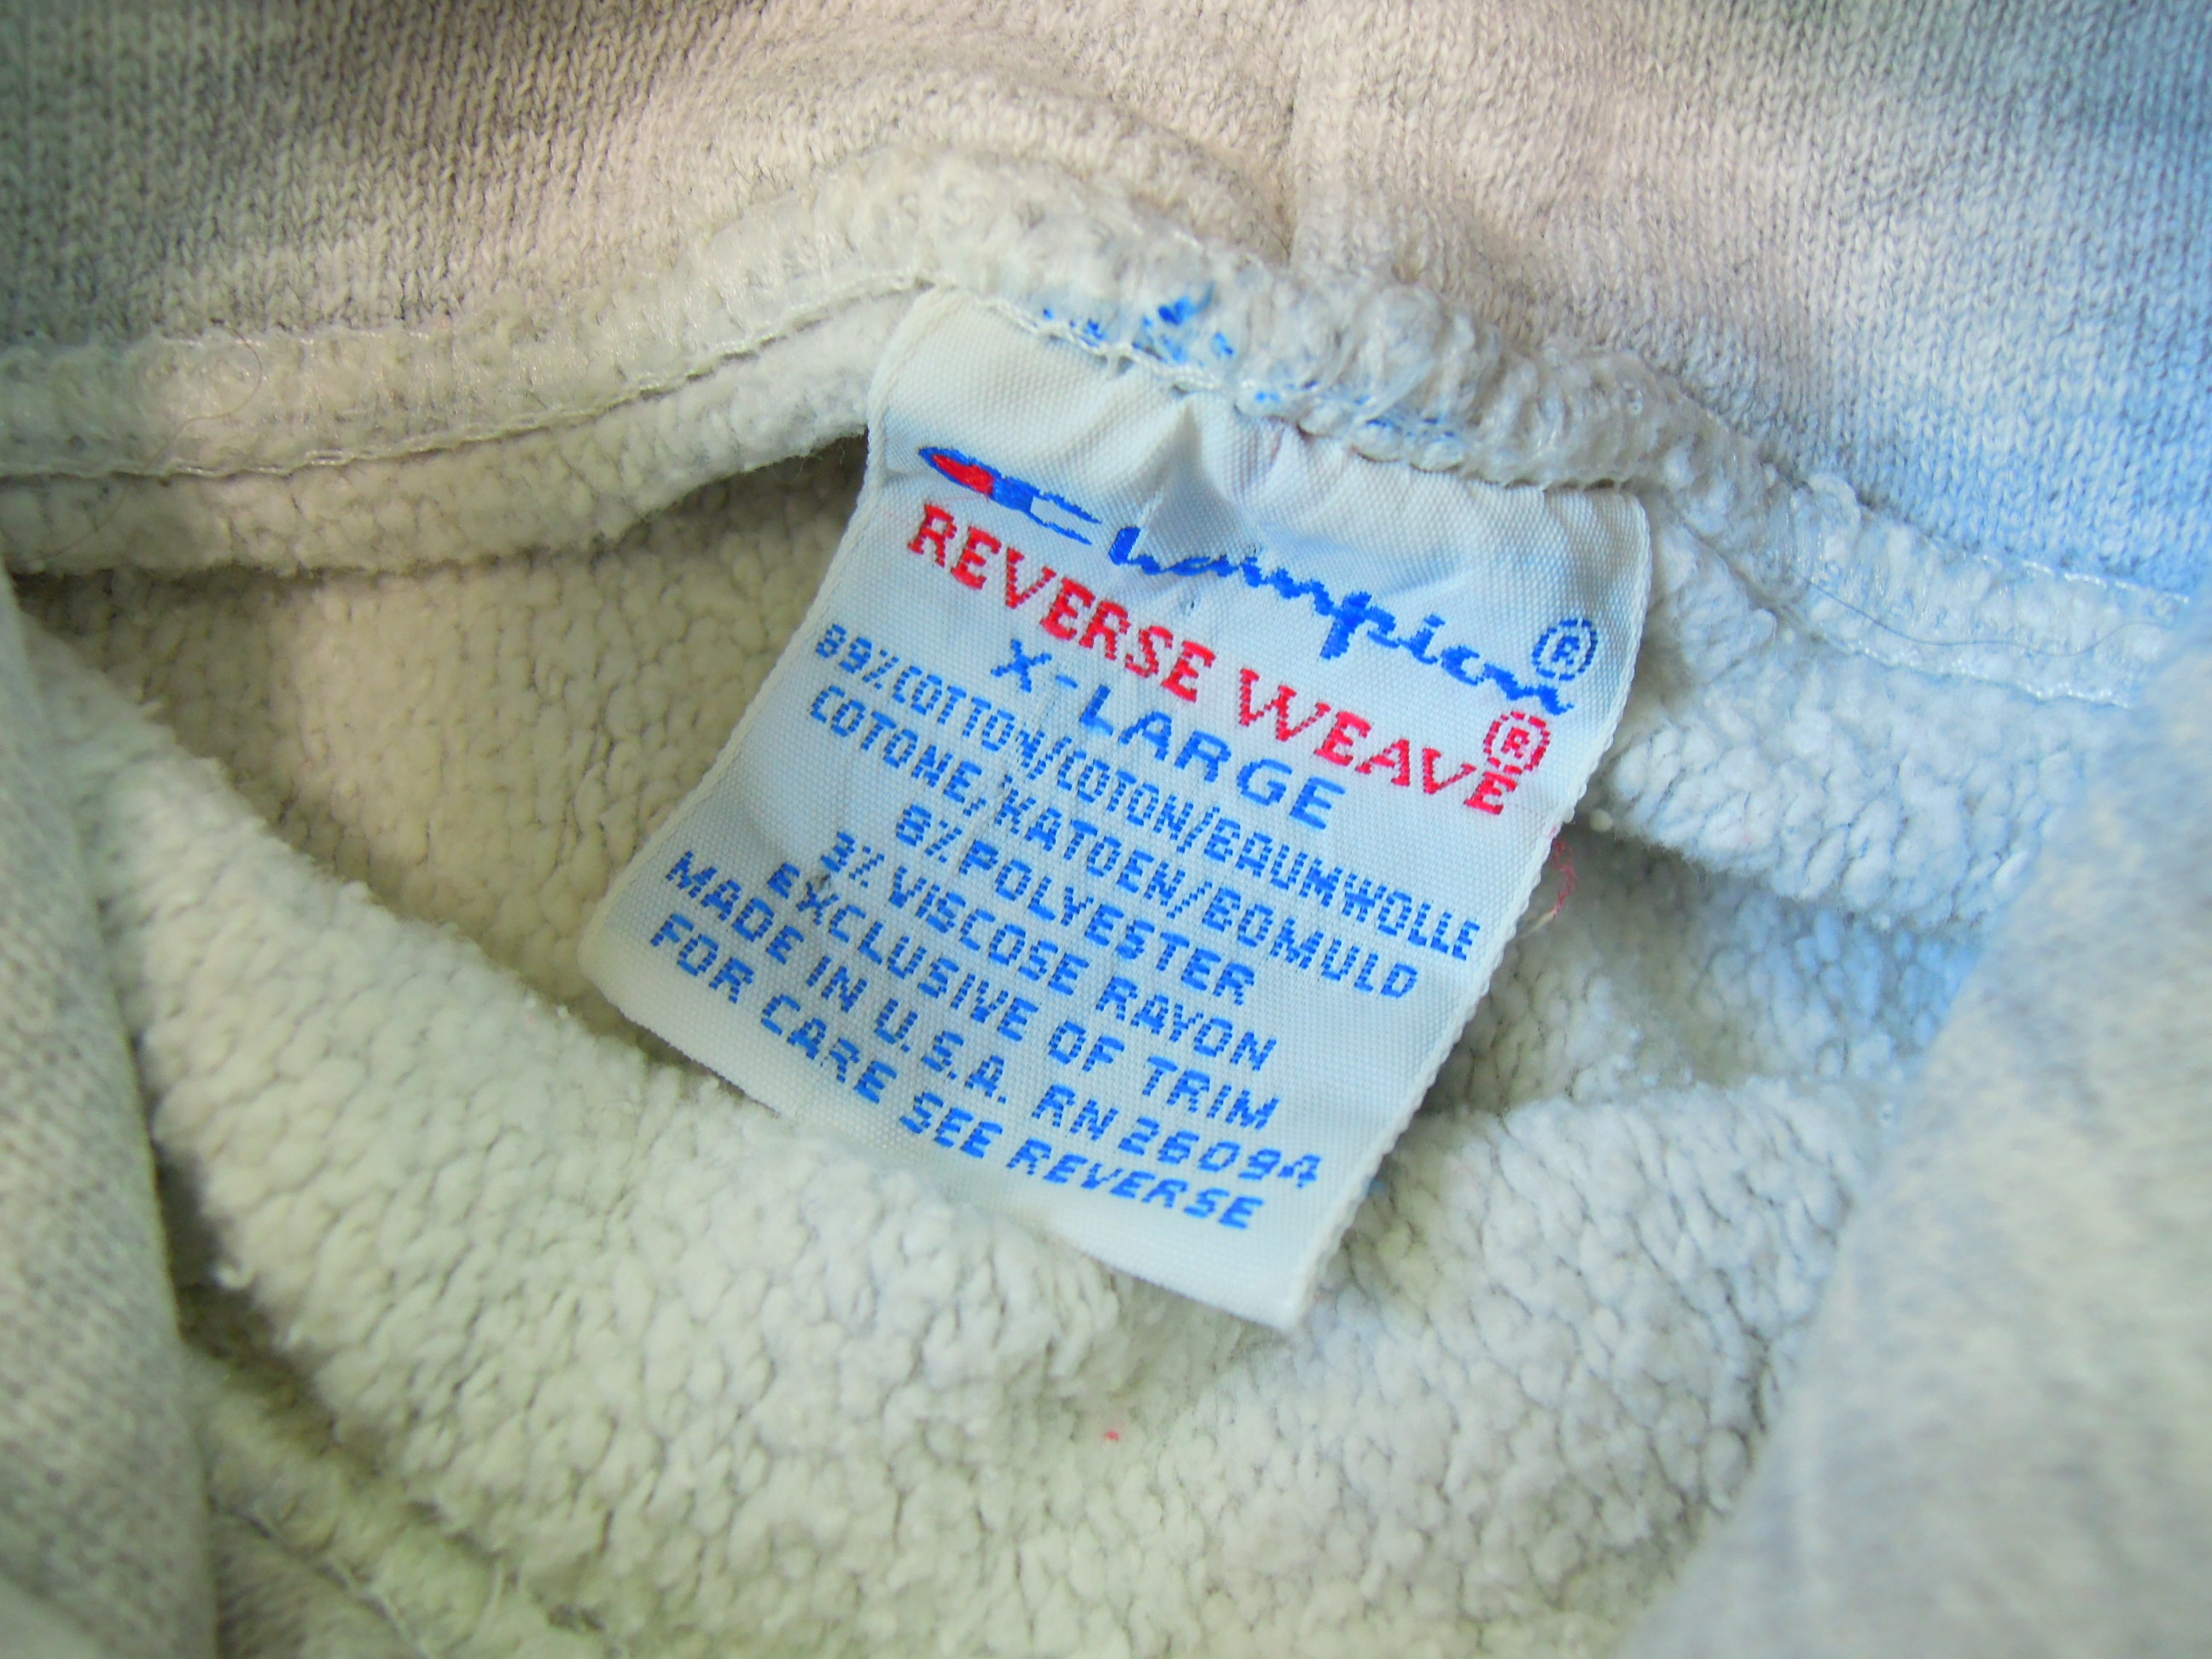 Champion®
REVERSE WEAVE®
X-LARGE
89%COTTON/COTON/BAUMWOLLE
COTONE/KATOEN/BOMULD
8%POLYESTER
3%VISCOSE RAYON
EXCLUSIVE OF TRIM
MADE IN U.S.A. RN 26094
FOR CARE SEE REVERSE